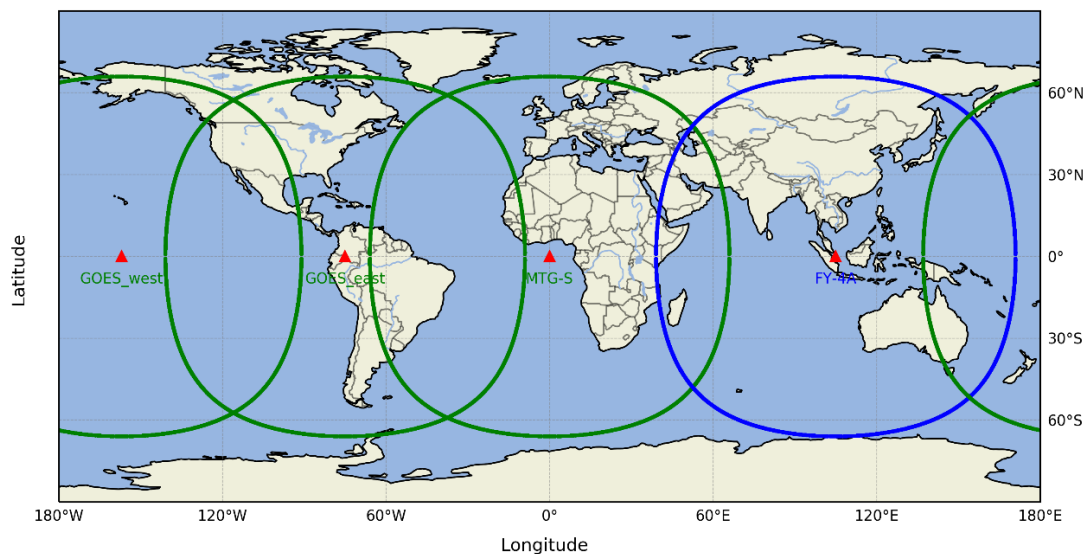 60°N
30°N
0°
30°S
60°S
GOES_west
GOES_east
MTG-S
FY-4A
Latitude
180°W
120°W
60°W
0°
60°E
120°E
180°E
Longitude